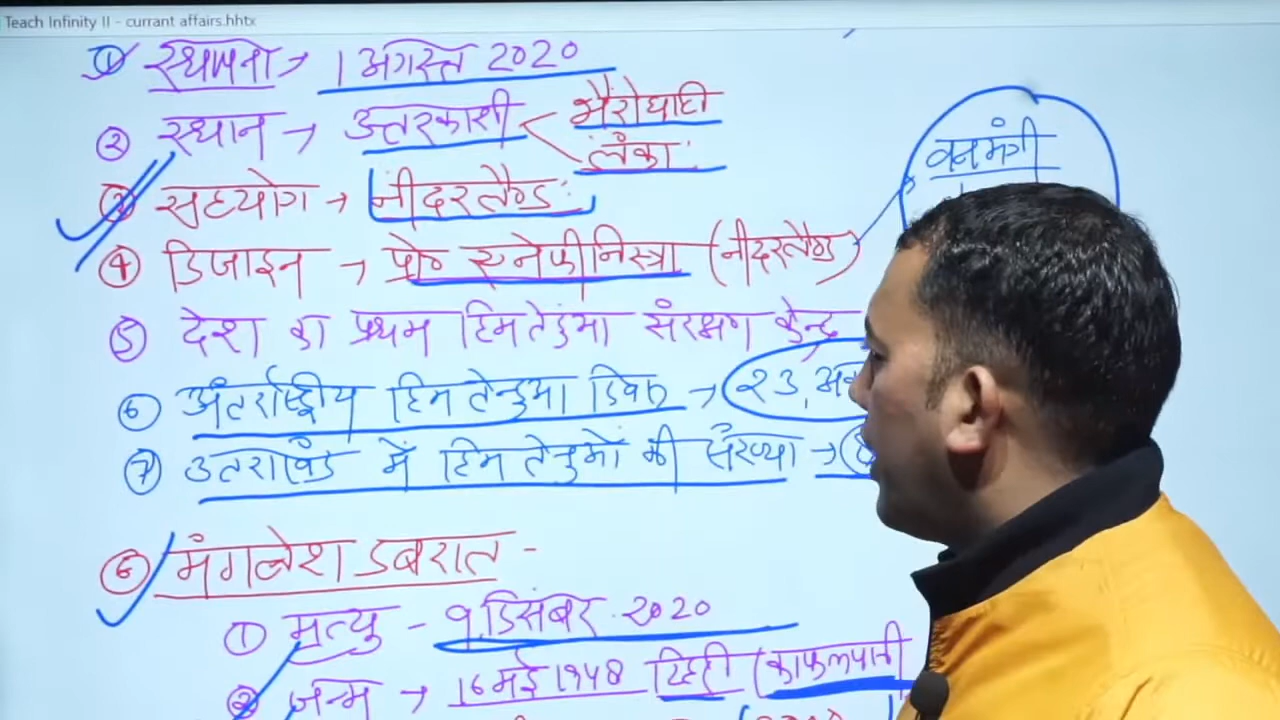 Teach Infinity II - currant affairs.hhtx
① स्थापना → 1 अगस्त 2020
② स्थान → उत्तरकाशी < भैरोघाटी
लंका
③ सहयोग → नीदरलैण्ड
वनमंत्री
④ डिजाइन → प्रो० (नीदरलैण्ड)
⑤ देश का प्रथम हिम तेंदुआ संरक्षण केन्द्र
⑥ अंतर्राष्ट्रीय हिम तेन्दुआ दिवस → 23,
⑦ उत्तराखंड में हिम तेन्दुओं की संख्या →
⑥ मंगलेश डबराल -
① मृत्यु - 9 दिसंबर 2020
② जन्म → 16 मई 1948 टिहरी (काफलपानी